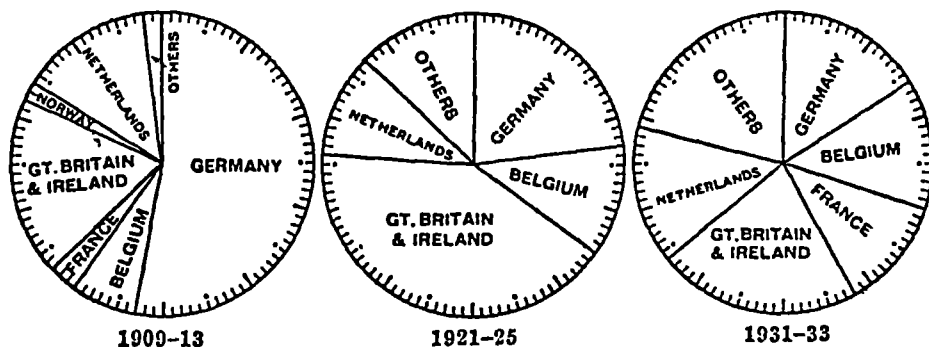 OTHERS
NETHERLANDS
NORWAY
GT. BRITAIN
& IRELAND
FRANCE
BELGIUM
GERMANY
1909-13
OTHERS
GERMANY
NETHERLANDS
BELGIUM
GT. BRITAIN
& IRELAND
1921-25
OTHERS
GERMANY
BELGIUM
NETHERLANDS
FRANCE
GT. BRITAIN
& IRELAND
1931-33